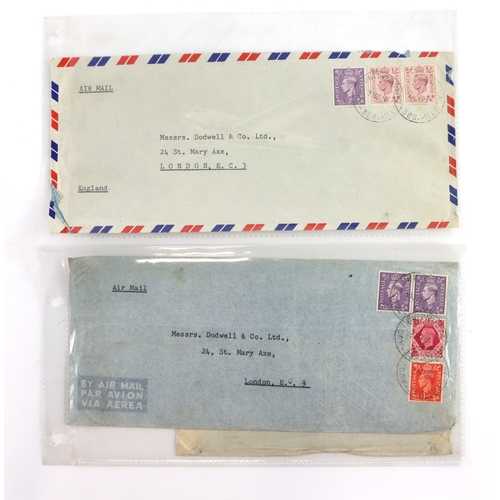 AIR MAIL
Messrs. Dodwell & Co. Ltd.,
24 St. Mary Axe,
LONDON, E.C. 3
England
Air Mail
Messrs. Dodwell & Co. Ltd.,
24, St. Mary Axe,
London, E.C.
BY AIR MAIL
PAR AVION
VIA AEREA